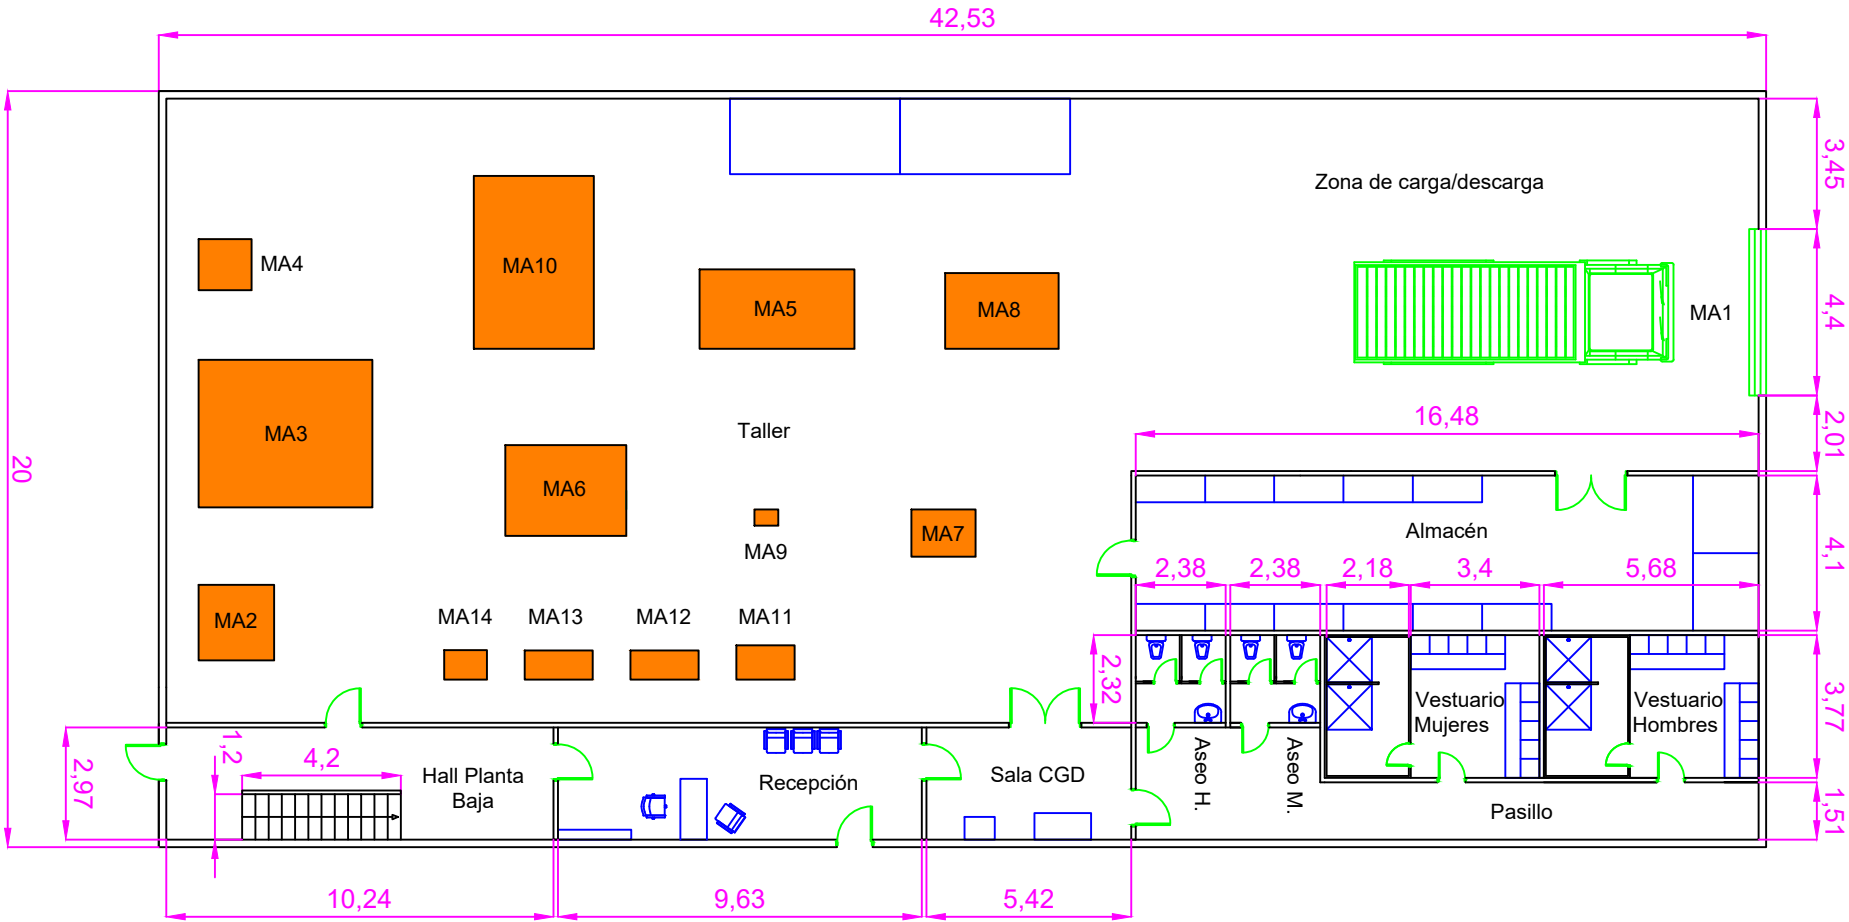 42,53
3,45
Zona de carga/descarga
MA4
MA10
MA5
MA8
MA1
4,4
16,48
2,01
Taller
MA3
20
MA6
MA9
MA7
Almacén
4,1
2,38
2,38
2,18
3,4
5,68
MA2
MA14
MA13
MA12
MA11
2,32
3,77
Vestuario
Mujeres
Vestuario
Hombres
1,2
4,2
2,97
Hall Planta
Baja
Recepción
Sala CGD
Aseo H.
Aseo M.
Pasillo
1,51
10,24
9,63
5,42